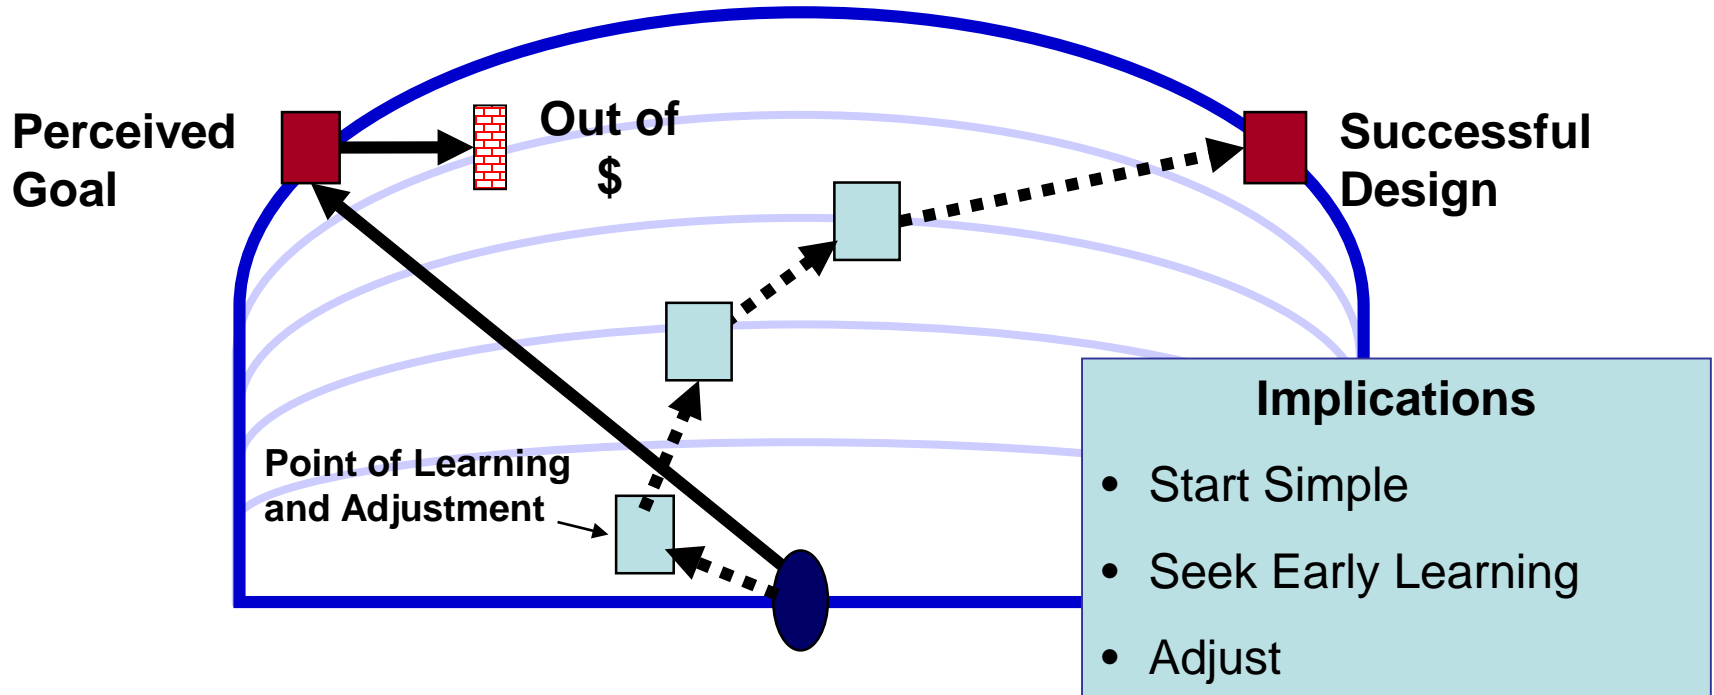 Perceived
Goal
Out of
$
Successful
Design
Point of Learning
and Adjustment
Implications
• Start Simple
• Seek Early Learning
• Adjust